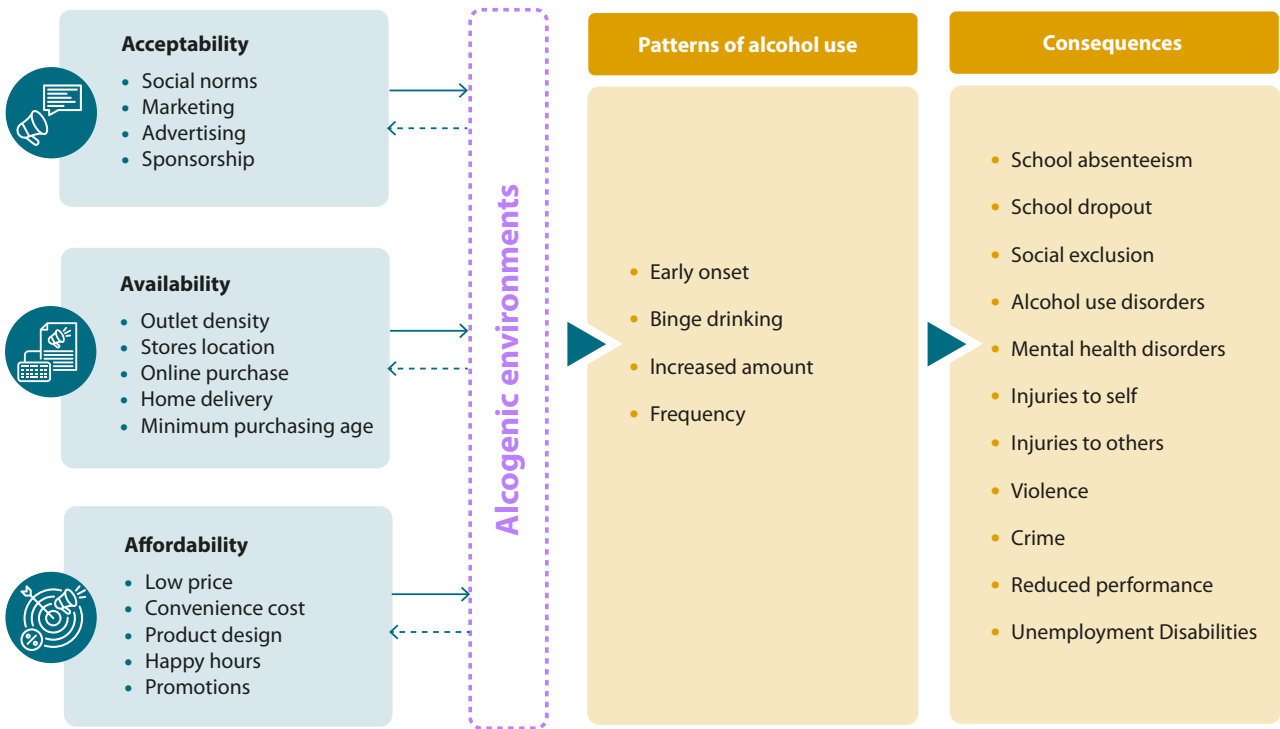 Acceptability
Social norms
Marketing
Advertising
Sponsorship
Availability
Outlet density
Stores location
Online purchase
Home delivery
Minimum purchasing age
Affordability
Low price
Convenience cost
Product design
Happy hours
Promotions
Alcogenic environments
Patterns of alcohol use
Early onset
Binge drinking
Increased amount
Frequency
Consequences
School absenteeism
School dropout
Social exclusion
Alcohol use disorders
Mental health disorders
Injuries to self
Injuries to others
Violence
Crime
Reduced performance
Unemployment Disabilities